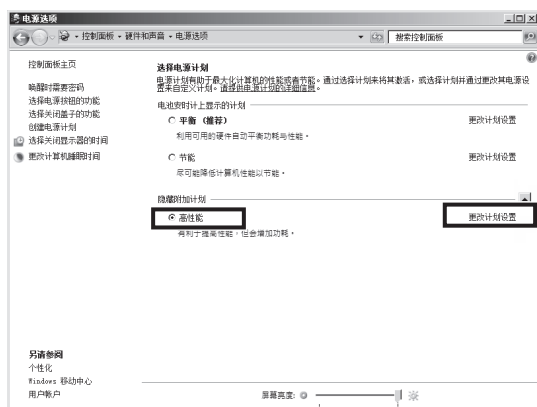 电源选项
控制面板 硬件和声音 电源选项
搜索控制面板
控制面板主页
唤醒时需要密码
选择电源按钮的功能
选择关闭盖子的功能
创建电源计划
选择关闭显示器的时间
更改计算机睡眠时间
选择电源计划
电源计划有助于最大化计算机的性能或者节能。通过选择计划来将其激活，或选择计划并通过更改其电源设
置来自定义计划。请提供电源计划的详细信息。
电池安时计上显示的计划
平衡（推荐） 更改计划设置
利用可用的硬件自动平衡功耗与性能。
节能 更改计划设置
尽可能降低计算机性能以节能。
隐藏附加计划
高性能 更改计划设置
有利于提高性能，但会增加功耗。
另请参阅
个性化
Windows 移动中心
用户帐户
屏幕亮度: